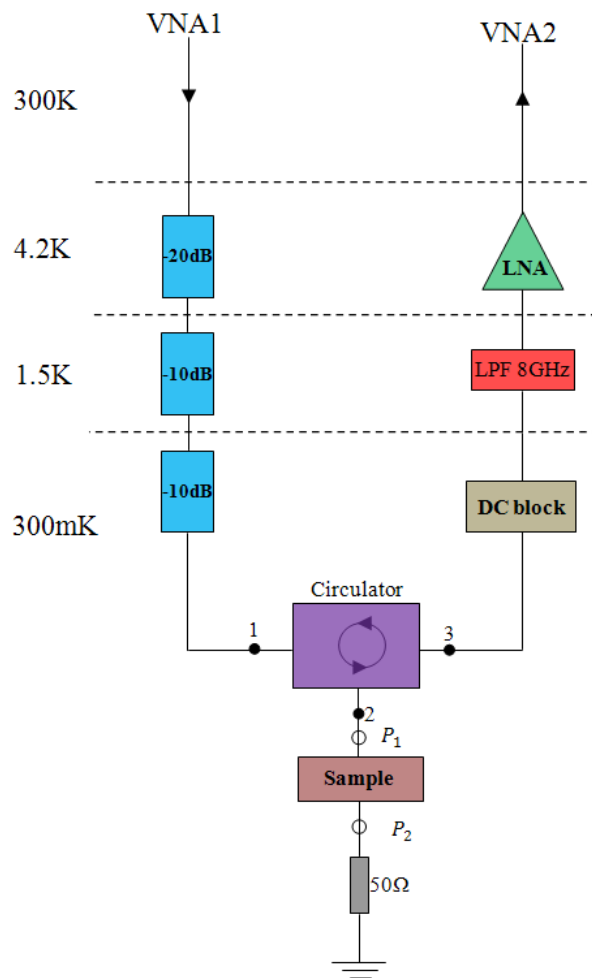 VNA1
VNA2
300K
4.2K
-20dB
LNA
1.5K
-10dB
LPF 8GHz
300mK
-10dB
DC block
Circulator
1
3
2
P₁
Sample
P₂
50Ω